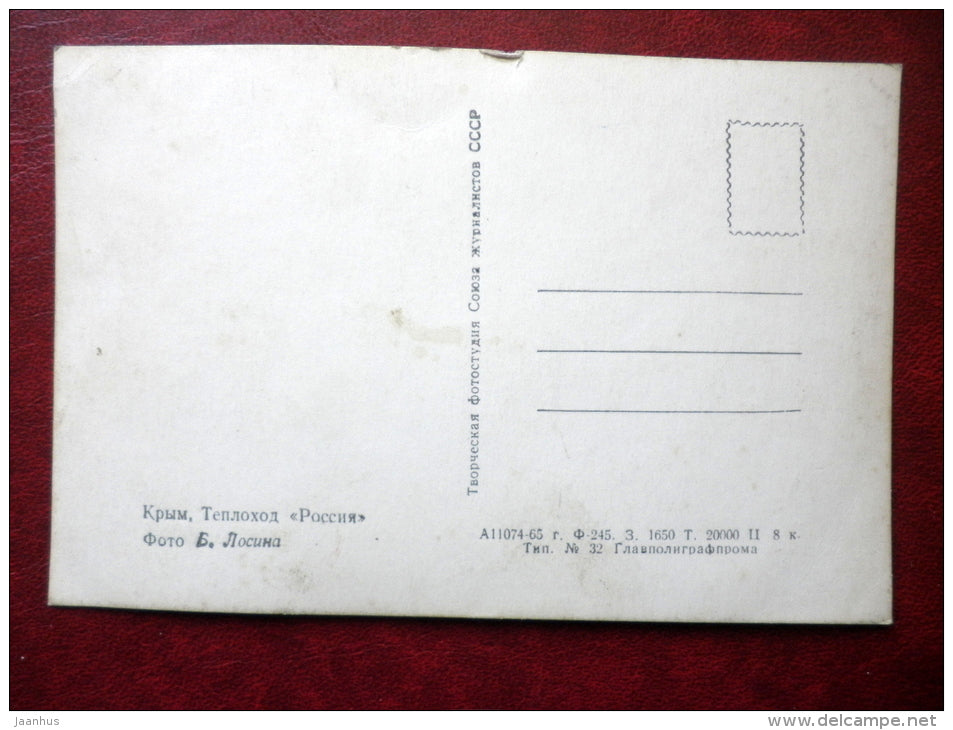 Творческая фотостудия Союза журналистов СССР
Крым, Теплоход «Россия»
Фото Б. Лосина
А11074-65 г. Ф-245. З. 1650 Т. 20000 Ц 8 к.
Тип. № 32 Главполиграфпрома
jaanhus
www.delcampe.net